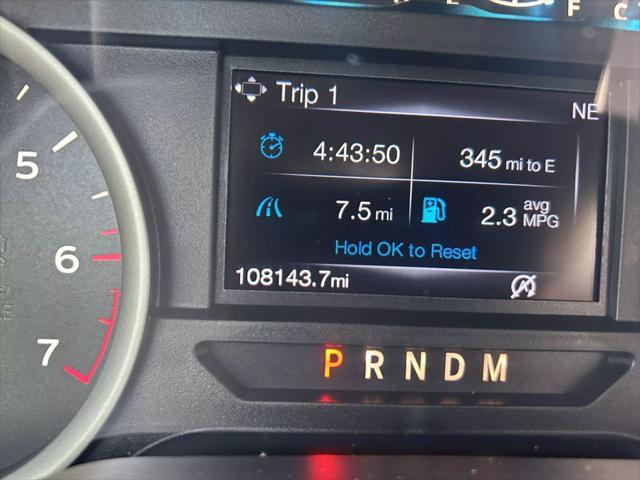 F C
Trip 1
NE
4:43:50 345 mi to E
7.5 mi 2.3 avg MPG
Hold OK to Reset
108143.7mi
P R N D M
5
6
7